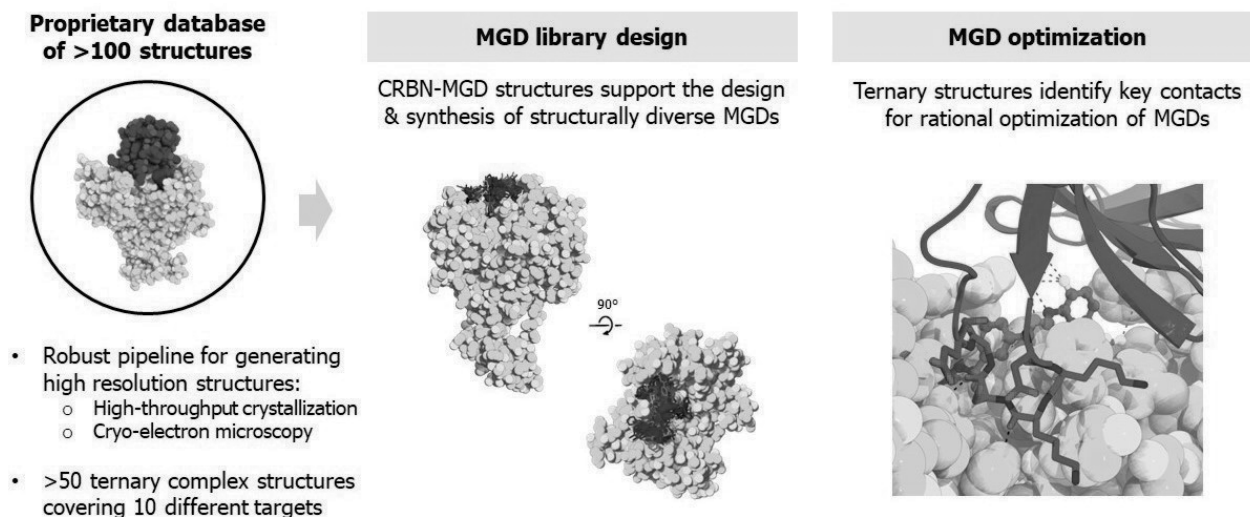 Proprietary database
of >100 structures
• Robust pipeline for generating
high resolution structures:
o High-throughput crystallization
o Cryo-electron microscopy
• >50 ternary complex structures
covering 10 different targets
MGD library design
CRBN-MGD structures support the design
& synthesis of structurally diverse MGDs
90º
MGD optimization
Ternary structures identify key contacts
for rational optimization of MGDs